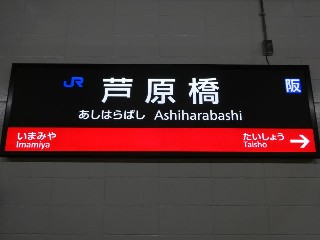 JR 芦原橋 阪
あしはらばし Ashiharabashi
いまみや たいしょう
Imamiya Taisho